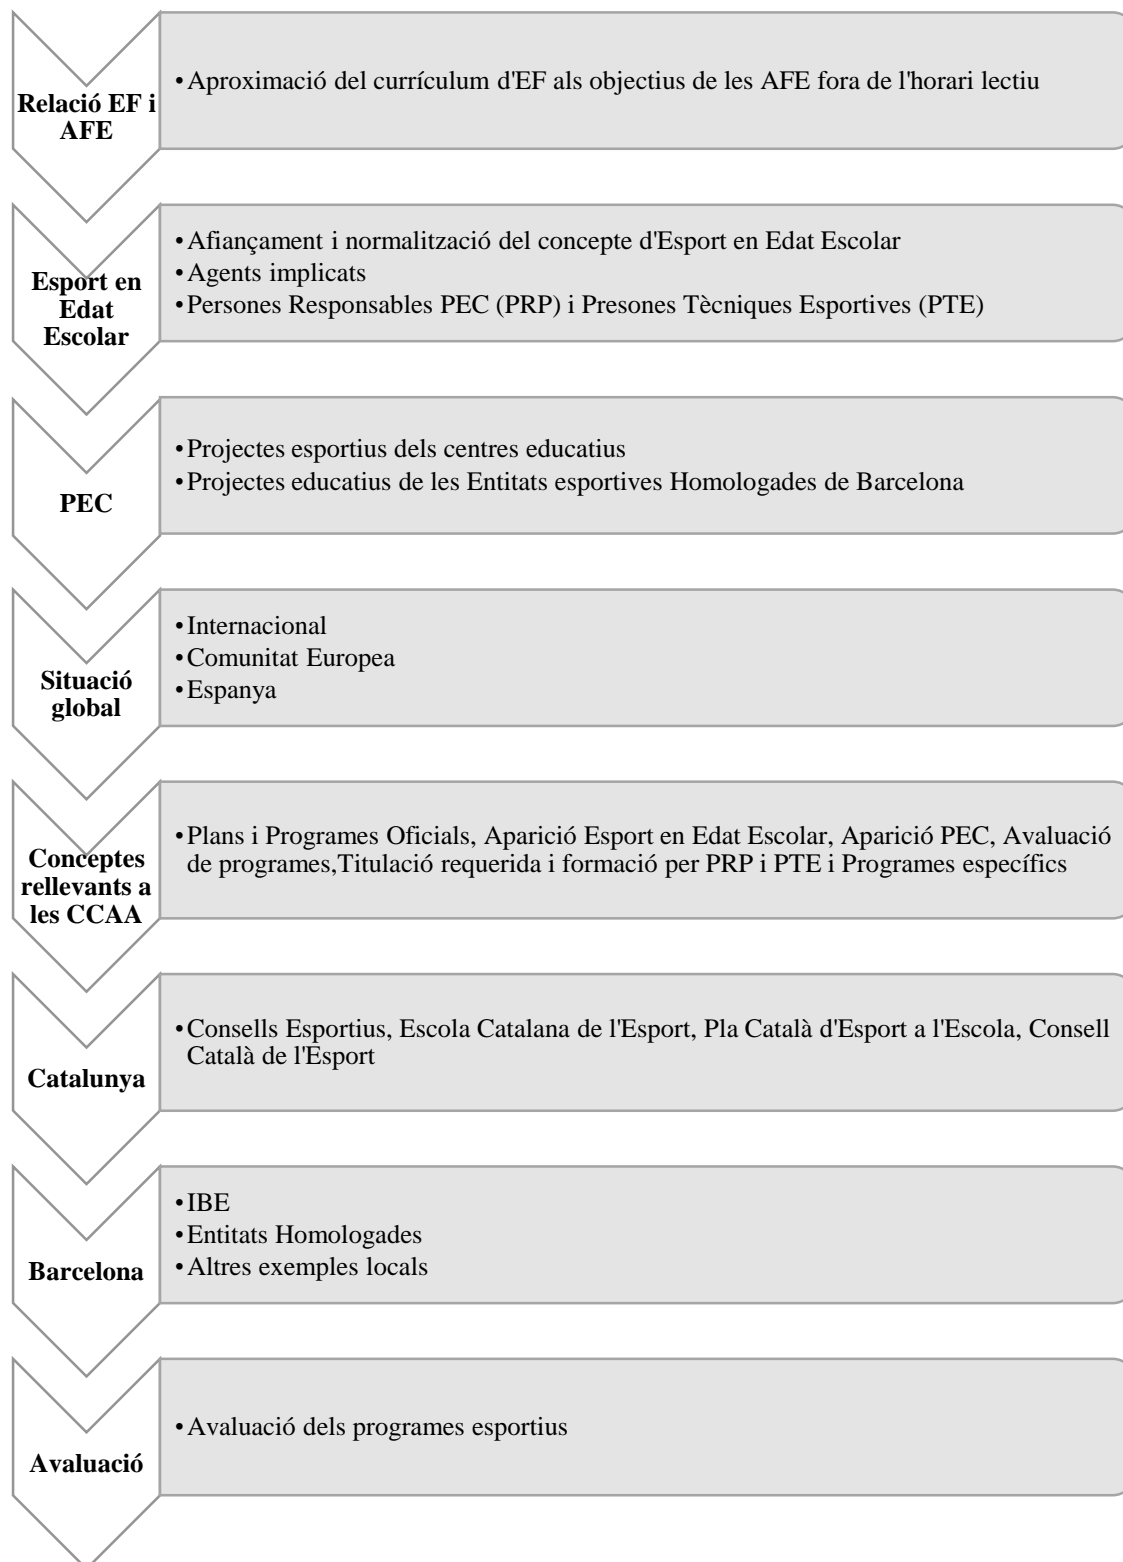 Relació EF i
AFE
•Aproximació del currículum d'EF als objectius de les AFE fora de l'horari lectiu
Esport en
Edat
Escolar
•Afiançament i normalització del concepte d'Esport en Edat Escolar
•Agents implicats
•Persones Responsables PEC (PRP) i Presones Tècniques Esportives (PTE)
PEC
•Projectes esportius dels centres educatius
•Projectes educatius de les Entitats esportives Homologades de Barcelona
Situació
global
•Internacional
•Comunitat Europea
•Espanya
Conceptes
rellevants a
les CCAA
•Plans i Programes Oficials, Aparició Esport en Edat Escolar, Aparició PEC, Avaluació
de programes,Titulació requerida i formació per PRP i PTE i Programes específics
Catalunya
•Consells Esportius, Escola Catalana de l'Esport, Pla Català d'Esport a l'Escola, Consell
Català de l'Esport
Barcelona
•IBE
•Entitats Homologades
•Altres exemples locals
Avaluació
•Avaluació dels programes esportius